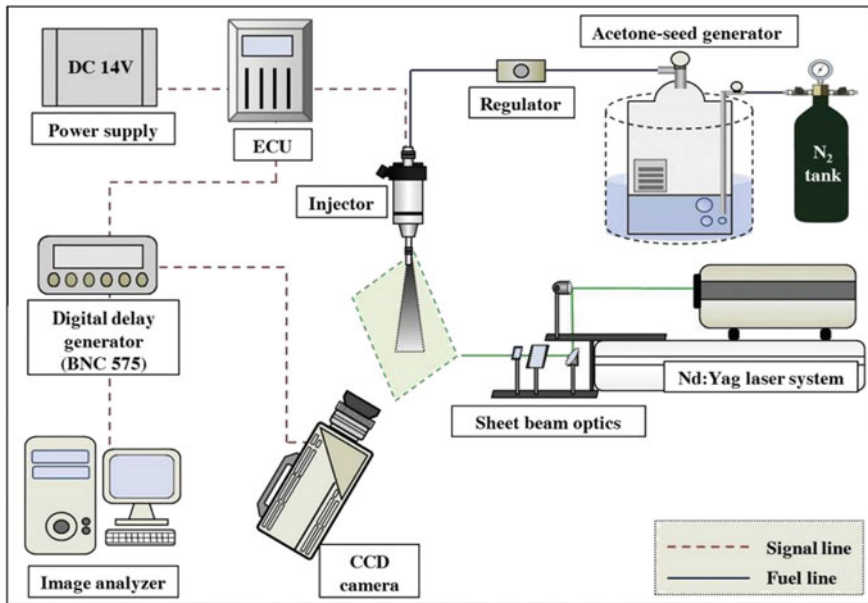 DC 14V
Power supply
ECU
Injector
Regulator
Acetone-seed generator
N2
tank
Digital delay
generator
(BNC 575)
Sheet beam optics
Nd:Yag laser system
Image analyzer
CCD
camera
Signal line
Fuel line